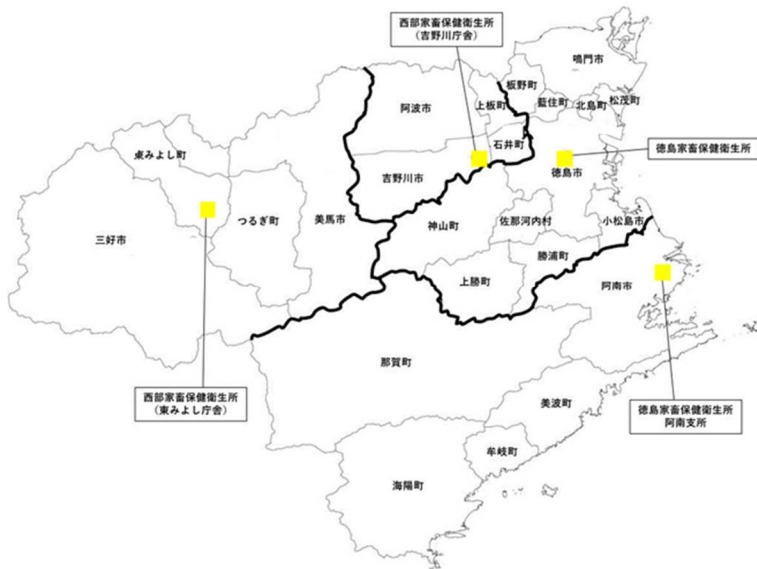 西部家畜保健衛生所
（吉野川庁舎）
鳴門市
板野町
上板町
藍住町
北島町
松茂町
阿波市
石井町
徳島家畜保健衛生所
東みよし町
吉野川市
徳島市
つるぎ町
美馬市
三好市
神山町
佐那河内村
小松島市
勝浦町
上勝町
阿南市
那賀町
西部家畜保健衛生所
（東みよし庁舎）
美波町
徳島家畜保健衛生所
阿南支所
牟岐町
海陽町